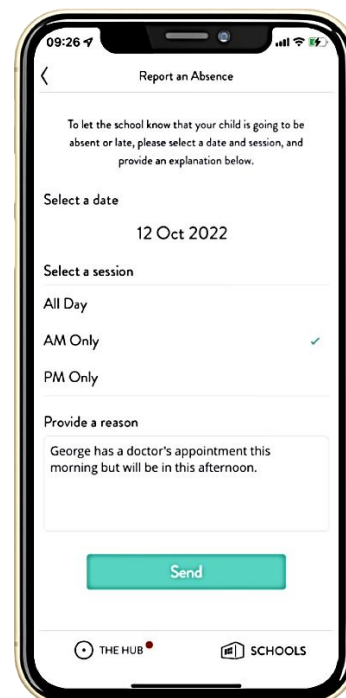 09:26
Report an Absence
To let the school know that your child is going to be
absent or late, please select a date and session, and
provide an explanation below.
Select a date
12 Oct 2022
Select a session
All Day
AM Only
PM Only
Provide a reason
George has a doctor's appointment this
morning but will be in this afternoon.
Send
THE HUB
SCHOOLS